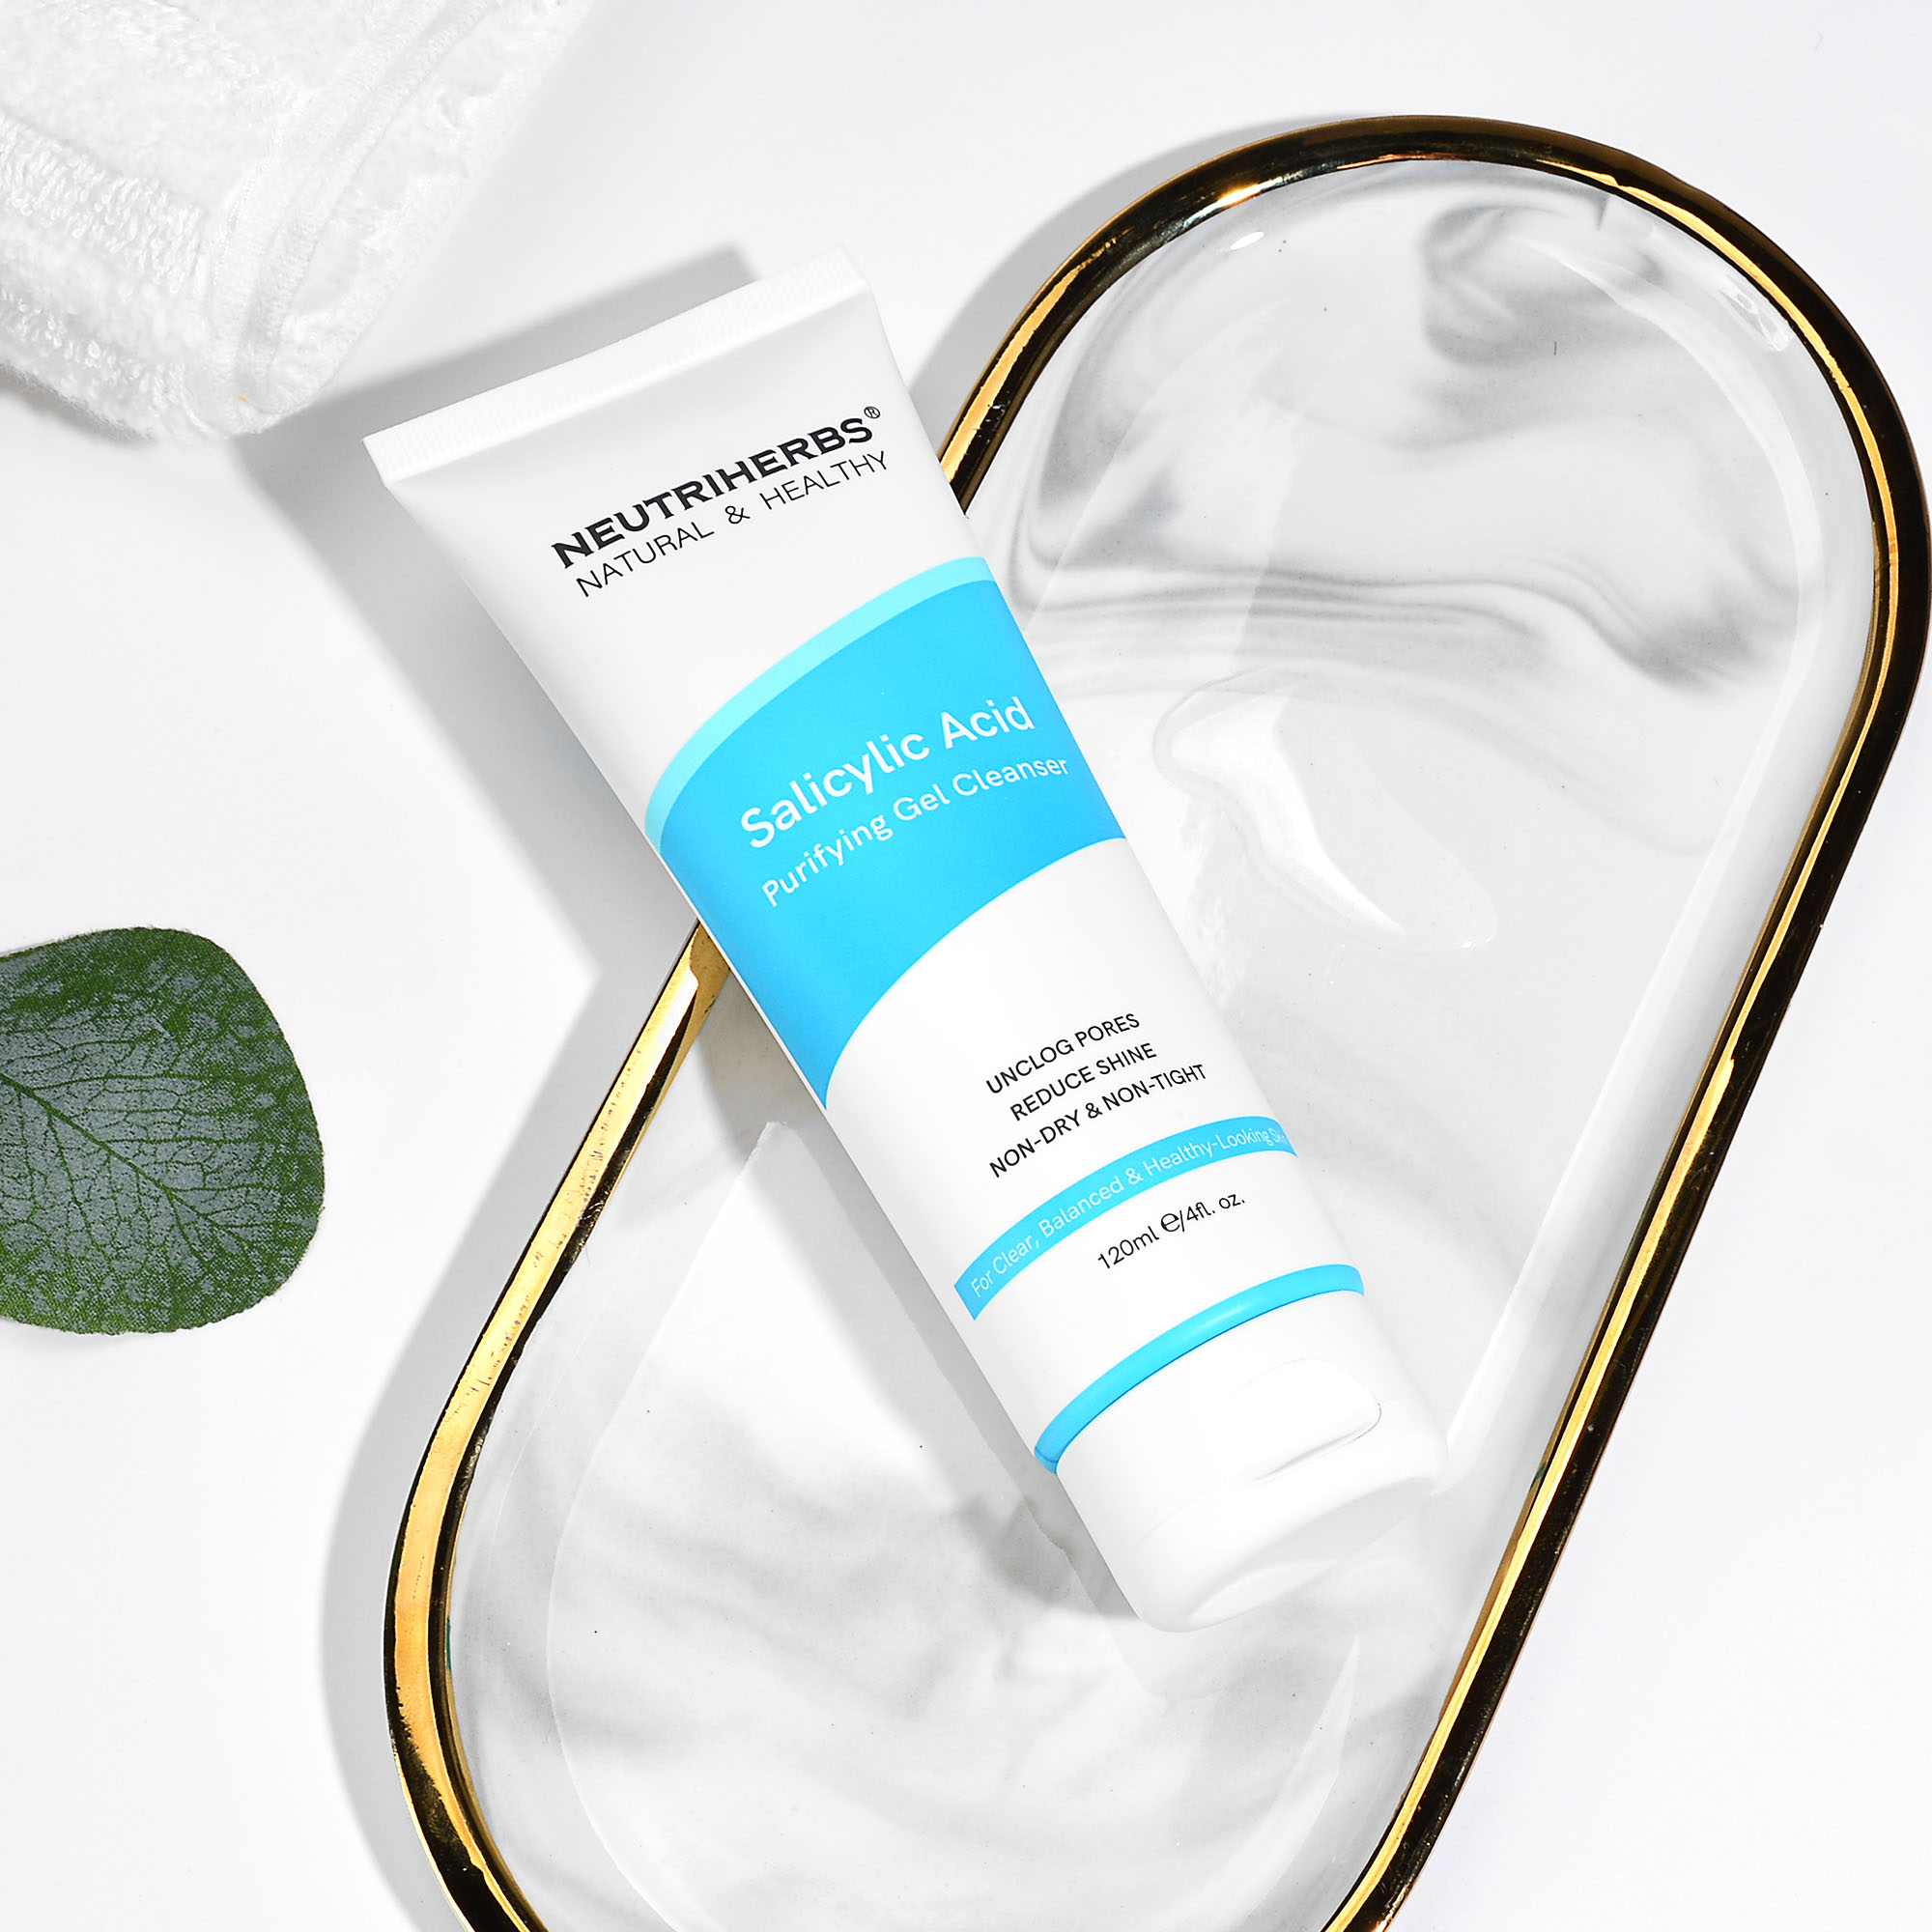 NEUTRIHERBS®
NATURAL & HEALTHY
Salicylic Acid
Purifying Gel Cleanser
UNCLOG PORES
REDUCE SHINE
NON-DRY & NON-TIGHT
For Clear, Balanced & Healthy-Looking
120ml ℮/4fl. oz.